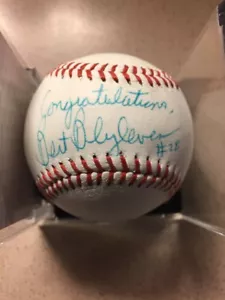 Congratulations,
Bert Blyleven
#28